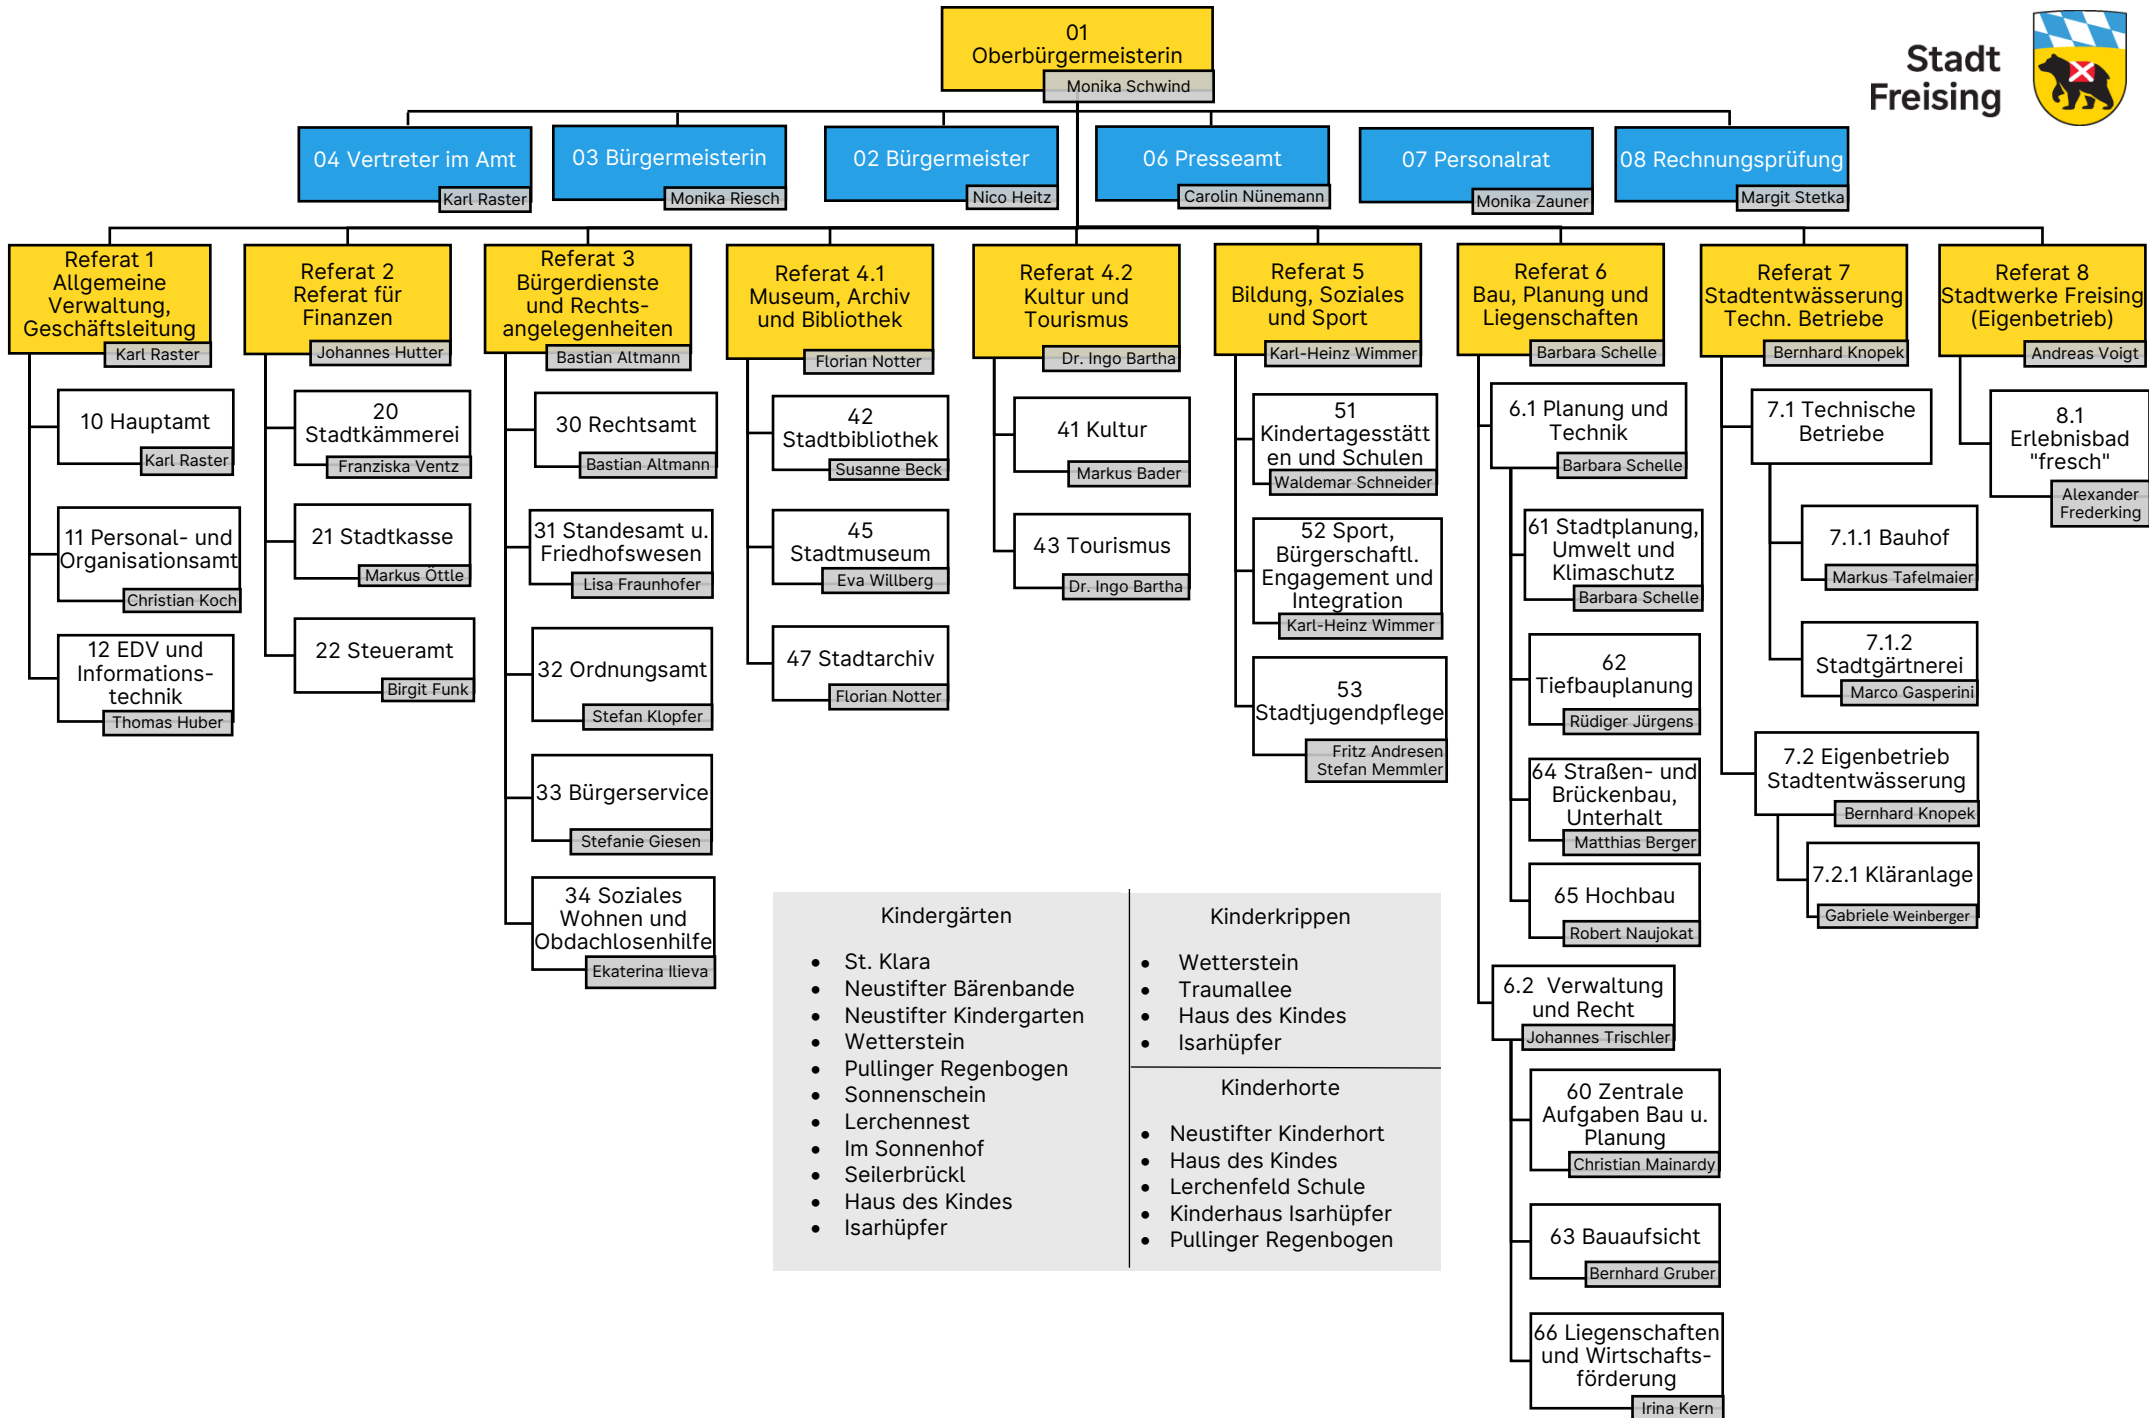 01
Oberbürgermeisterin
Monika Schwind
Stadt
Freising
04 Vertreter im Amt
Karl Raster
03 Bürgermeisterin
Monika Riesch
02 Bürgermeister
Nico Heitz
06 Presseamt
Carolin Nünemann
07 Personalrat
Monika Zauner
08 Rechnungsprüfung
Margit Stetka
Referat 1
Allgemeine
Verwaltung,
Geschäftsleitung
Karl Raster
10 Hauptamt
Karl Raster
11 Personal- und
Organisationsamt
Christian Koch
12 EDV und
Informations-
technik
Thomas Huber
Referat 2
Referat für
Finanzen
Johannes Hutter
20
Stadtkämmerei
Franziska Ventz
21 Stadtkasse
Markus Öttle
22 Steueramt
Birgit Funk
Referat 3
Bürgerdienste
und Rechts-
angelegenheiten
Bastian Altmann
30 Rechtsamt
Bastian Altmann
31 Standesamt u.
Friedhofswesen
Lisa Fraunhofer
32 Ordnungsamt
Stefan Klopfer
33 Bürgerservice
Stefanie Giesen
34 Soziales
Wohnen und
Obdachlosenhilfe
Ekaterina Ilieva
Referat 4.1
Museum, Archiv
und Bibliothek
Florian Notter
42
Stadtbibliothek
Susanne Beck
45
Stadtmuseum
Eva Willberg
47 Stadtarchiv
Florian Notter
Referat 4.2
Kultur und
Tourismus
Dr. Ingo Bartha
41 Kultur
Markus Bader
43 Tourismus
Dr. Ingo Bartha
Referat 5
Bildung, Soziales
und Sport
Karl-Heinz Wimmer
51
Kindertagesstätt
en und Schulen
Waldemar Schneider
52 Sport,
Bürgerschaftl.
Engagement und
Integration
Karl-Heinz Wimmer
53
Stadtjugendpflege
Fritz Andresen
Stefan Memmler
Referat 6
Bau, Planung und
Liegenschaften
Barbara Schelle
6.1 Planung und
Technik
Barbara Schelle
61 Stadtplanung,
Umwelt und
Klimaschutz
Barbara Schelle
62
Tiefbauplanung
Rüdiger Jürgens
64 Straßen- und
Brückenbau,
Unterhalt
Matthias Berger
65 Hochbau
Robert Naujokat
6.2 Verwaltung
und Recht
Johannes Trischler
60 Zentrale
Aufgaben Bau u.
Planung
Christian Mainardy
63 Bauaufsicht
Bernhard Gruber
66 Liegenschaften
und Wirtschafts-
förderung
Irina Kern
Referat 7
Stadtentwässerung
Techn. Betriebe
Bernhard Knopek
7.1 Technische
Betriebe
7.1.1 Bauhof
Markus Tafelmaier
7.1.2
Stadtgärtnerei
Marco Gasperini
7.2 Eigenbetrieb
Stadtentwässerung
Bernhard Knopek
7.2.1 Kläranlage
Gabriele Weinberger
Referat 8
Stadtwerke Freising
(Eigenbetrieb)
Andreas Voigt
8.1
Erlebnisbad
"fresch"
Alexander
Frederking
Kindergärten
• St. Klara
• Neustifter Bärenbande
• Neustifter Kindergarten
• Wetterstein
• Pullinger Regenbogen
• Sonnenschein
• Lerchennest
• Im Sonnenhof
• Seilerbrückl
• Haus des Kindes
• Isarhüpfer
Kinderkrippen
• Wetterstein
• Traumallee
• Haus des Kindes
• Isarhüpfer
Kinderhorte
• Neustifter Kinderhort
• Haus des Kindes
• Lerchenfeld Schule
• Kinderhaus Isarhüpfer
• Pullinger Regenbogen